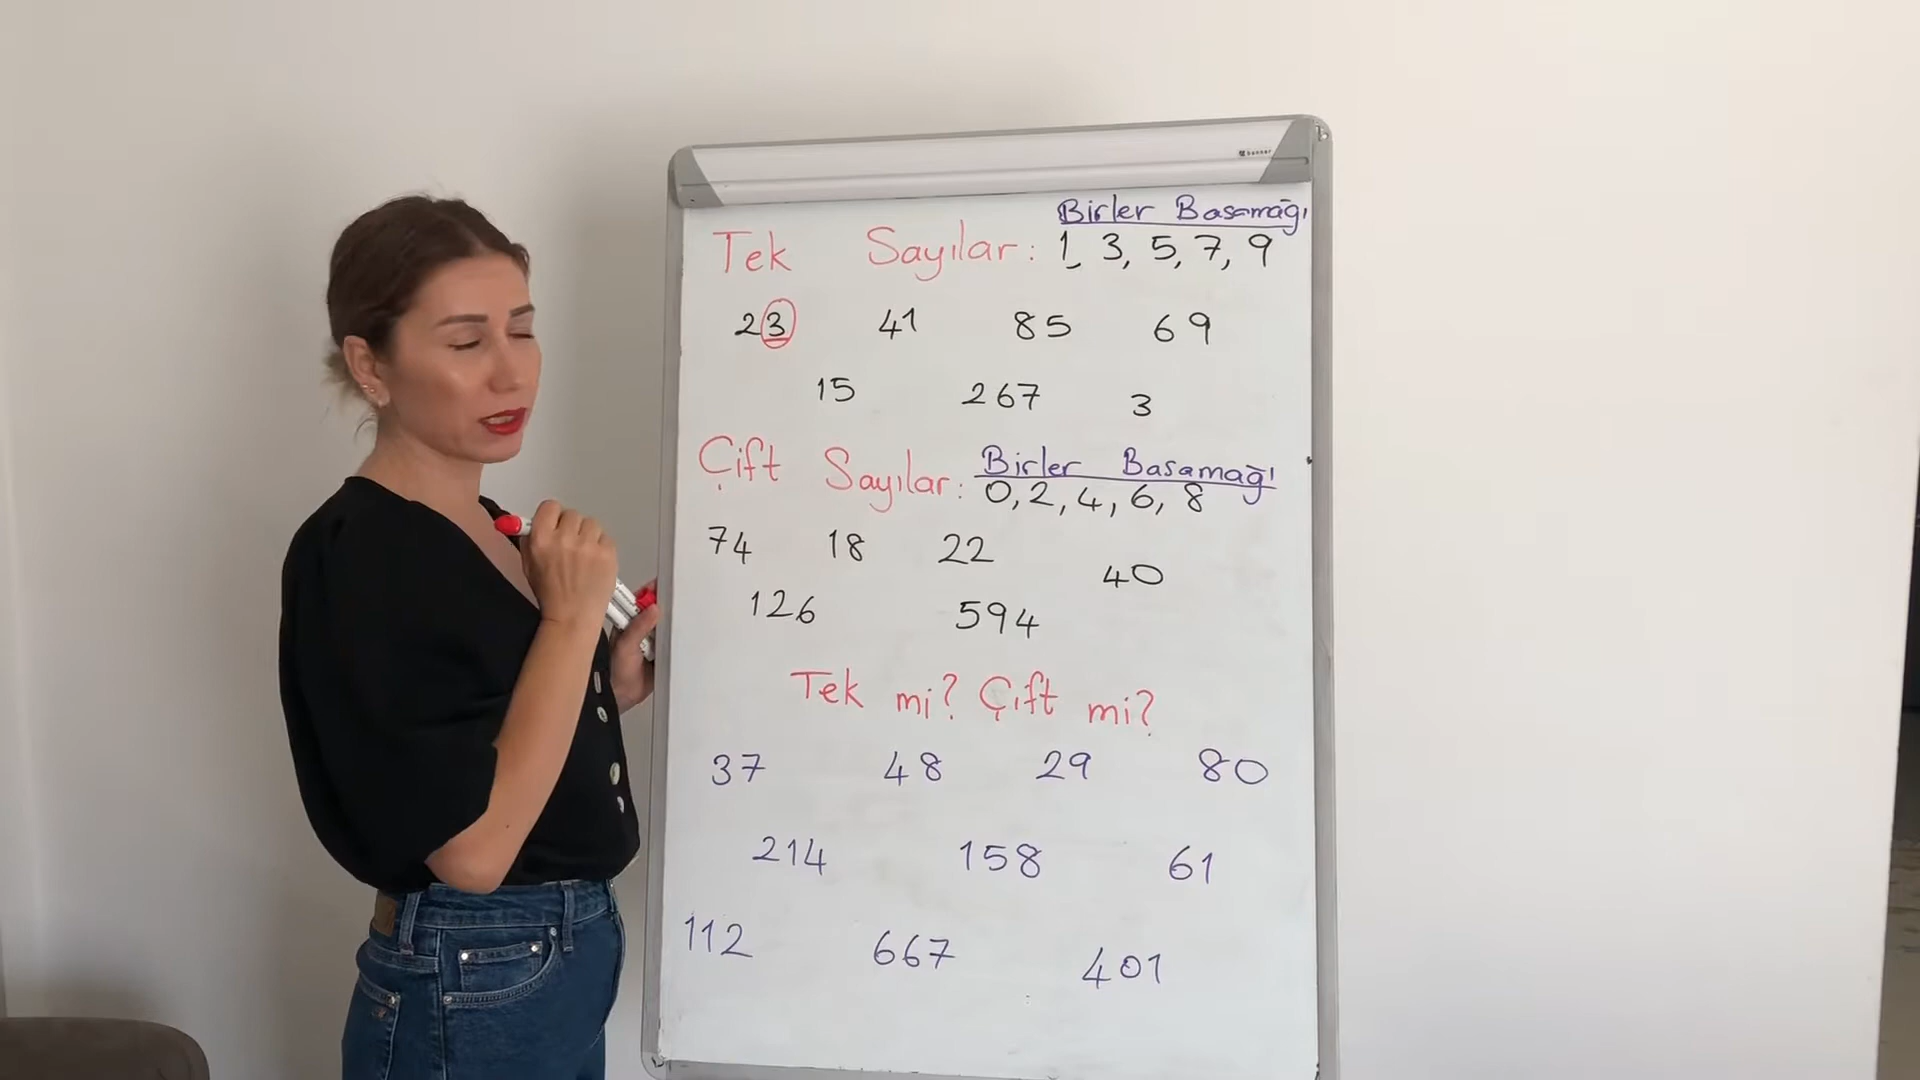 banner
Birler Basamağı
Tek Sayılar: 1, 3, 5, 7, 9
23 41 85 69
15 267 3
Çift Sayılar: Birler Basamağı
0, 2, 4, 6, 8
74 18 22 40
126 594
Tek mi? Çift mi?
37 48 29 80
214 158 61
112 667 401